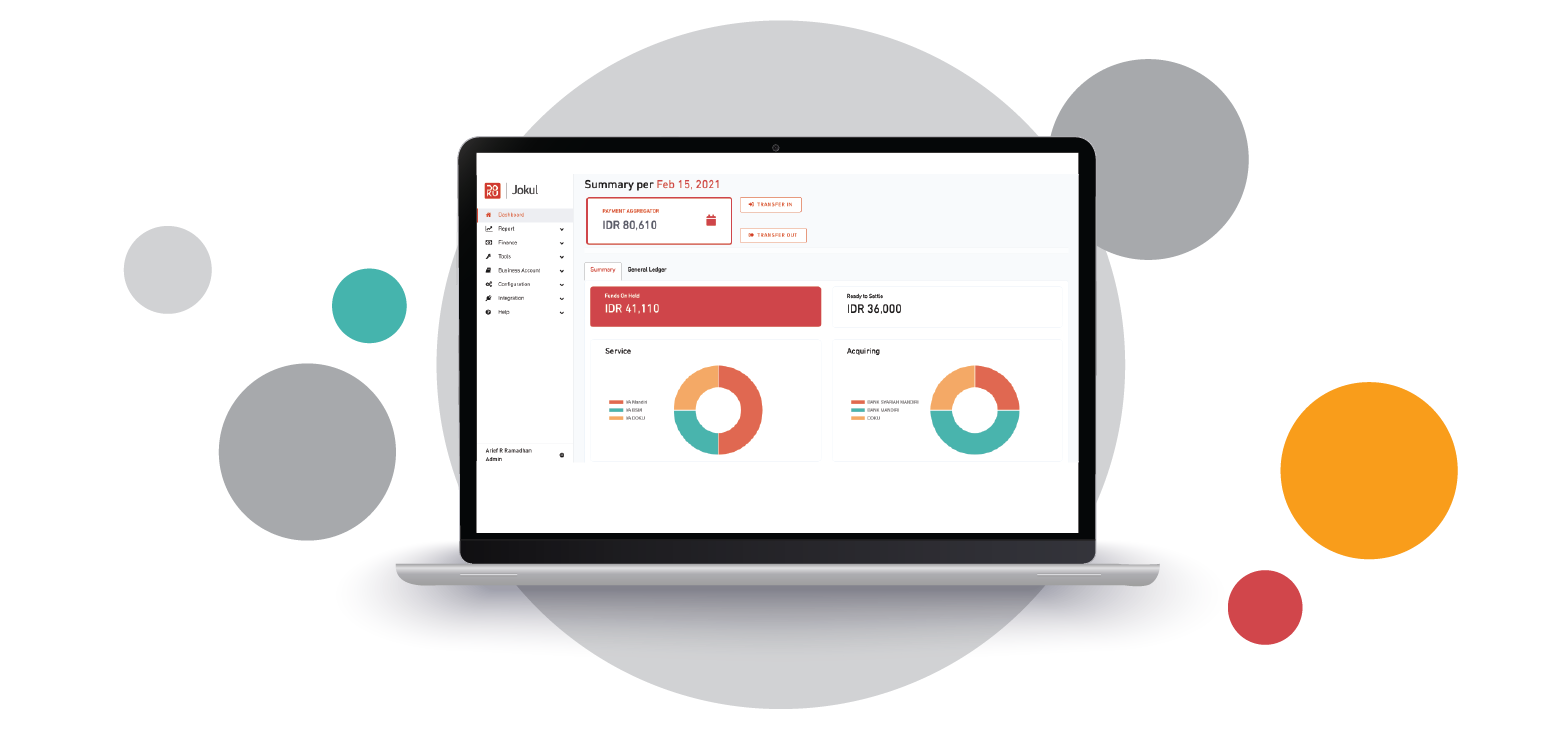 DOKU Jokul
Dashboard
Report
Finance
Tools
Business Account
Configuration
Integration
Help
Arief R Ramadhan
Admin
Summary per Feb 15, 2021
PAYMENT AGGREGATOR
IDR 80,610
TRANSFER IN
TRANSFER OUT
Summary General Ledger
Funds On Hold
IDR 41,110
Ready to Settle
IDR 36,000
Service
VA Mandiri
VA BSM
VA DOKU
Acquiring
BANK SYARIAH MANDIRI
BANK MANDIRI
DOKU